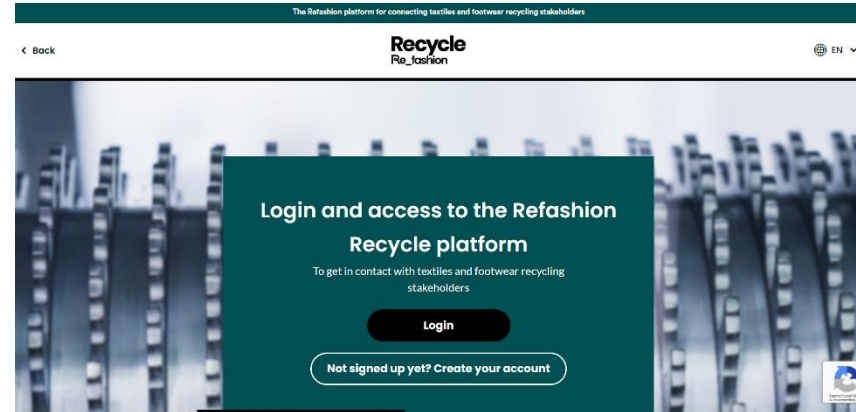 The Refashion platform for connecting textiles and footwear recycling stakeholders
Back
Recycle
Re_fashion
EN
Login and access to the Refashion
Recycle platform
To get in contact with textiles and footwear recycling
stakeholders
Login
Not signed up yet? Create your account